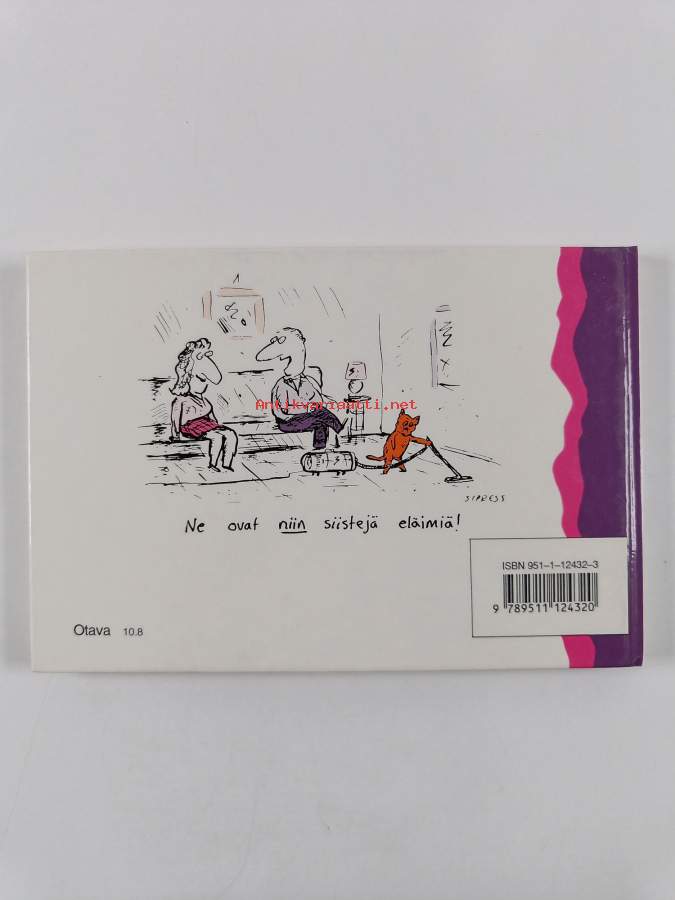 Antikvariaatti.net
SIPRESS
Ne ovat niin siistejä eläimiä!
ISBN 951-1-12432-3
9 789511 124320
Otava 10.8